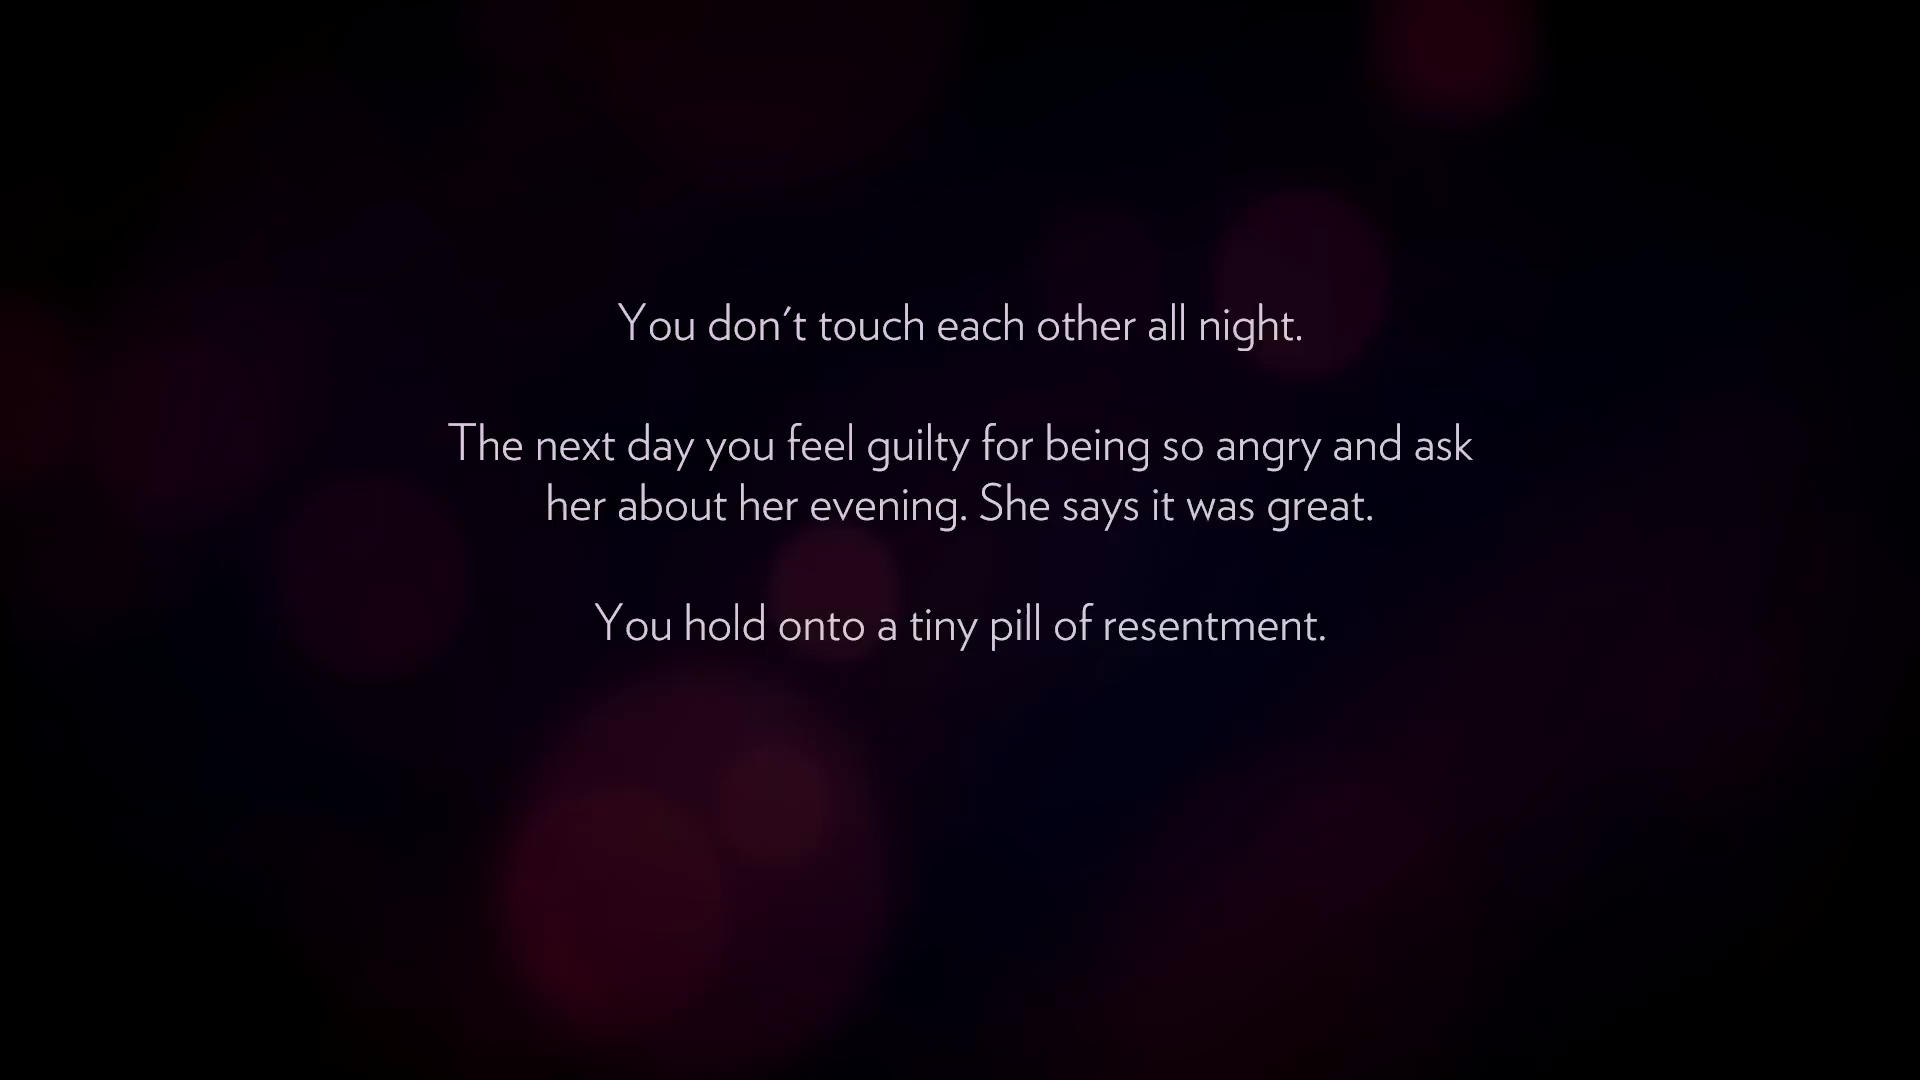 You don't touch each other all night.
The next day you feel guilty for being so angry and ask
her about her evening. She says it was great.
You hold onto a tiny pill of resentment.